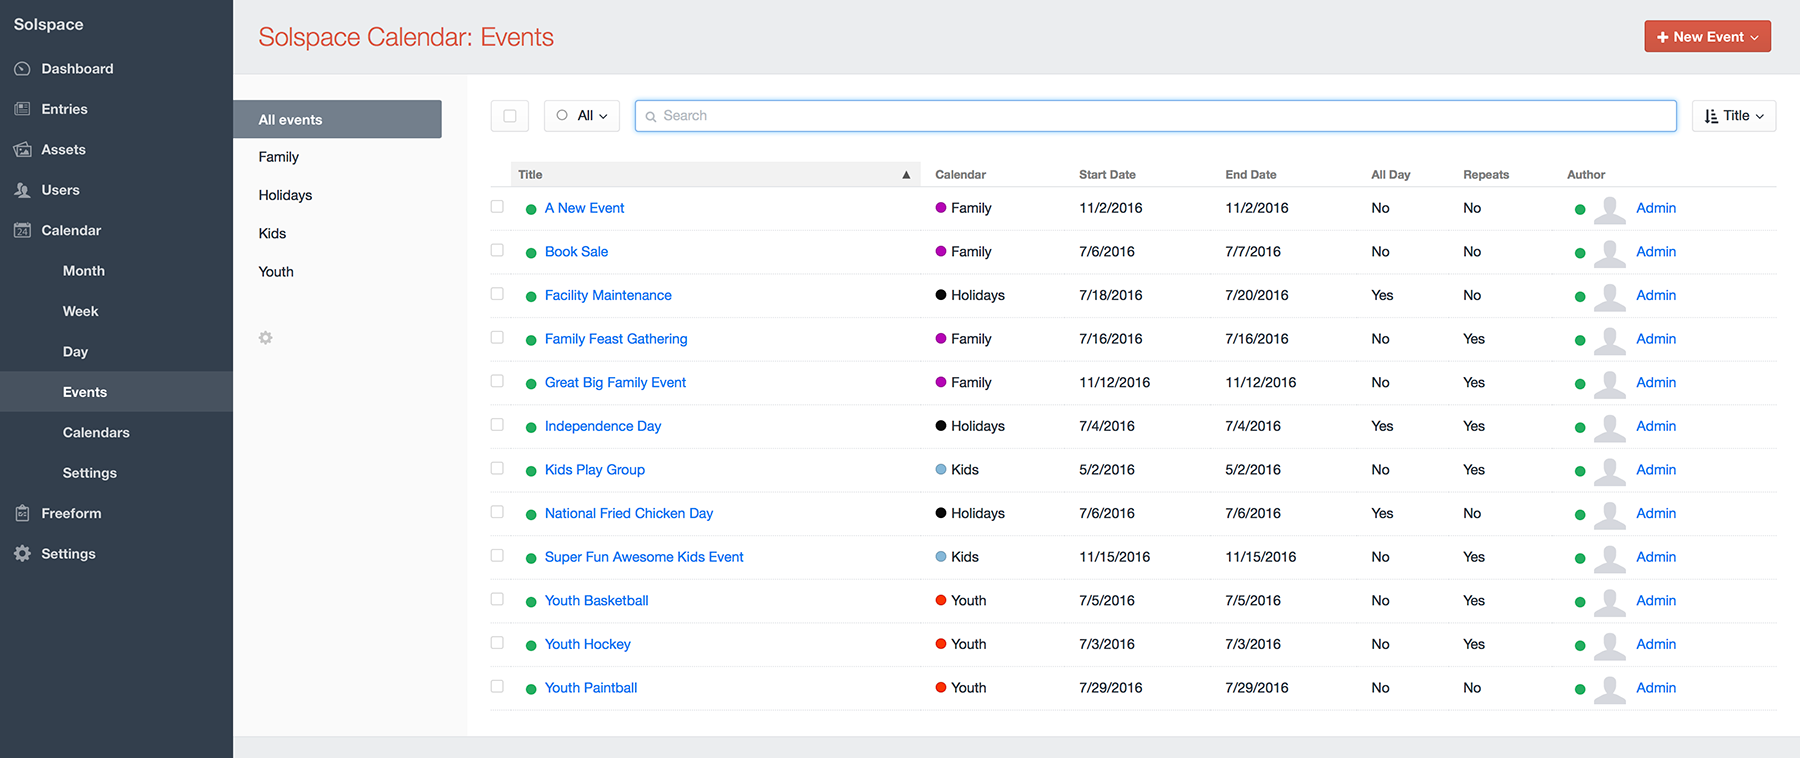 Solspace
Dashboard
Entries
Assets
Users
24 Calendar
Month
Week
Day
Events
Calendars
Settings
Freeform
Settings
Solspace Calendar: Events
+ New Event
All events
Family
Holidays
Kids
Youth
All
Search
Title
Title ▲ Calendar Start Date End Date All Day Repeats Author
A New Event Family 11/2/2016 11/2/2016 No No Admin
Book Sale Family 7/6/2016 7/7/2016 No No Admin
Facility Maintenance Holidays 7/18/2016 7/20/2016 Yes No Admin
Family Feast Gathering Family 7/16/2016 7/16/2016 No Yes Admin
Great Big Family Event Family 11/12/2016 11/12/2016 No Yes Admin
Independence Day Holidays 7/4/2016 7/4/2016 Yes Yes Admin
Kids Play Group Kids 5/2/2016 5/2/2016 No Yes Admin
National Fried Chicken Day Holidays 7/6/2016 7/6/2016 Yes No Admin
Super Fun Awesome Kids Event Kids 11/15/2016 11/15/2016 No Yes Admin
Youth Basketball Youth 7/5/2016 7/5/2016 No Yes Admin
Youth Hockey Youth 7/3/2016 7/3/2016 No Yes Admin
Youth Paintball Youth 7/29/2016 7/29/2016 No No Admin